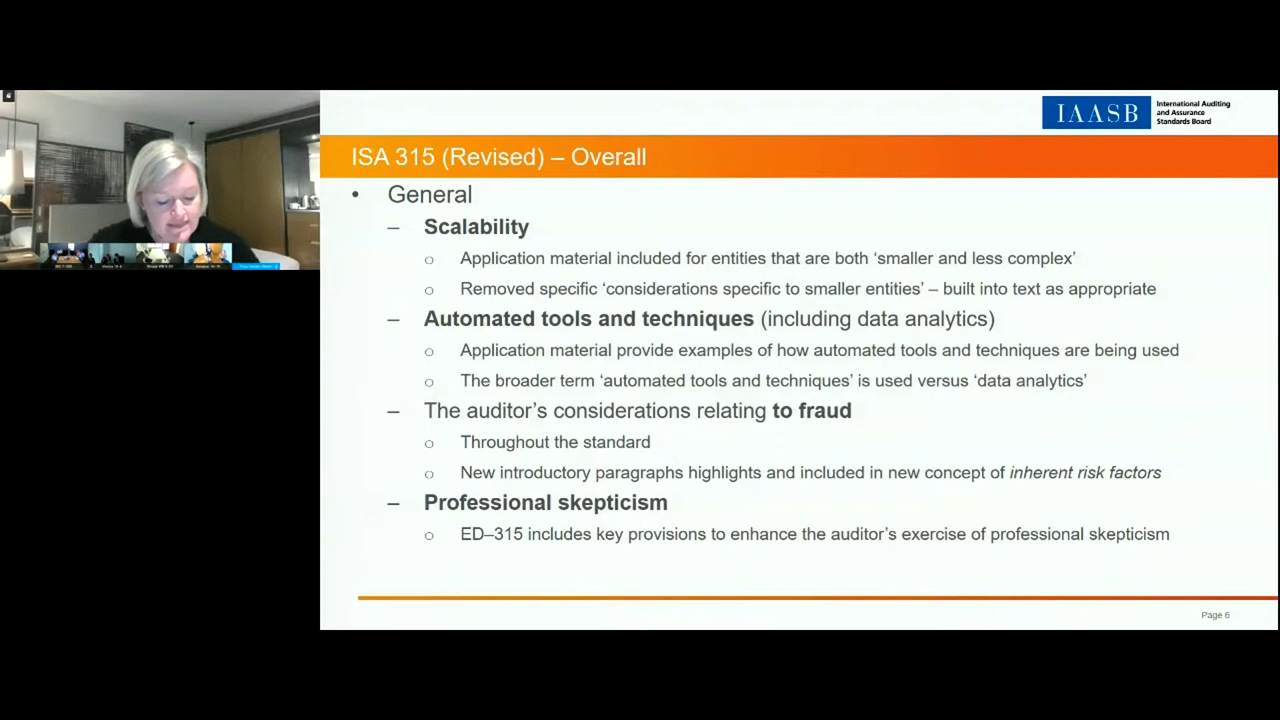 IAASB
International Auditing
and Assurance
Standards Board
ISA 315 (Revised) – Overall
• General
– Scalability
o Application material included for entities that are both ‘smaller and less complex’
o Removed specific ‘considerations specific to smaller entities’ – built into text as appropriate
– Automated tools and techniques (including data analytics)
o Application material provide examples of how automated tools and techniques are being used
o The broader term ‘automated tools and techniques’ is used versus ‘data analytics’
– The auditor’s considerations relating to fraud
o Throughout the standard
o New introductory paragraphs highlights and included in new concept of inherent risk factors
– Professional skepticism
o ED–315 includes key provisions to enhance the auditor’s exercise of professional skepticism
Page 6